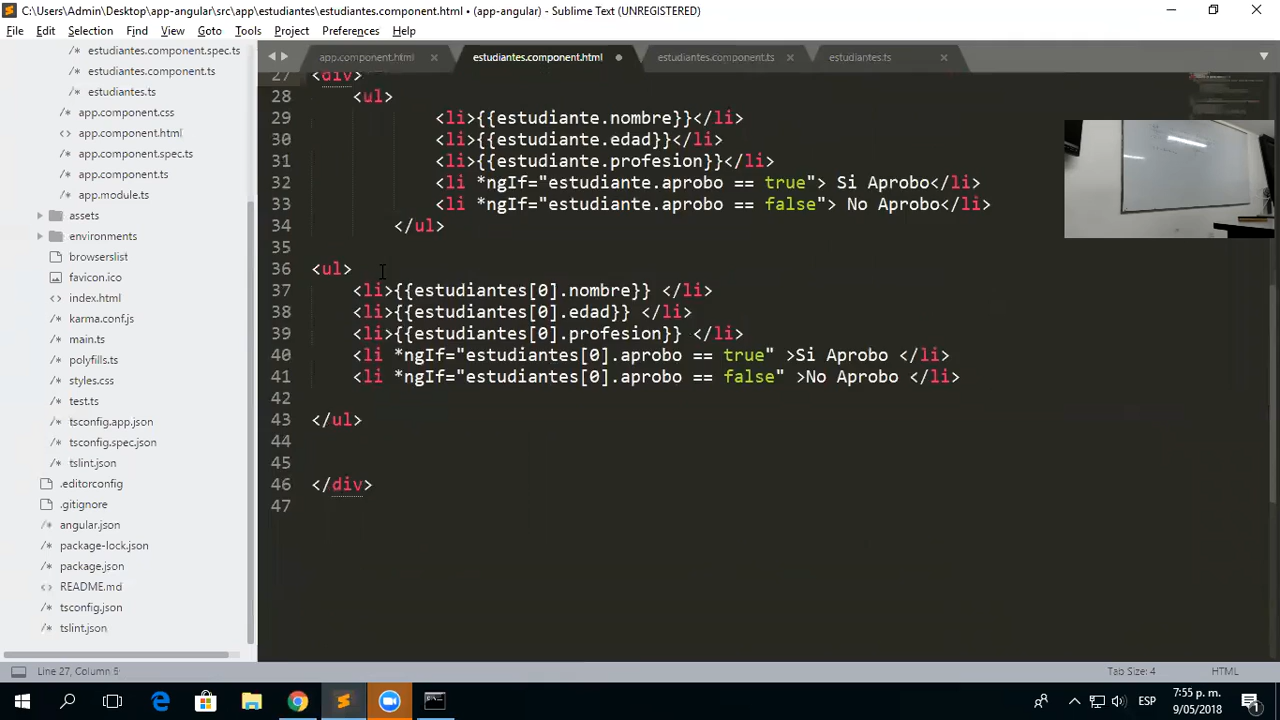 C:\Users\Admin\Desktop\app-angular\src\app\estudiantes\estudiantes.component.html • (app-angular) - Sublime Text (UNREGISTERED)
File Edit Selection Find View Goto Tools Project Preferences Help
estudiantes.component.spec.ts
estudiantes.component.ts
estudiantes.ts
app.component.css
app.component.html
app.component.spec.ts
app.component.ts
app.module.ts
assets
environments
browserslist
favicon.ico
index.html
karma.conf.js
main.ts
polyfills.ts
styles.css
test.ts
tsconfig.app.json
tsconfig.spec.json
tslint.json
.editorconfig
.gitignore
angular.json
package-lock.json
package.json
README.md
tsconfig.json
tslint.json
app.component.html estudiantes.component.html estudiantes.component.ts estudiantes.ts
27 <div>
28 <ul>
29 <li>{{estudiante.nombre}}</li>
30 <li>{{estudiante.edad}}</li>
31 <li>{{estudiante.profesion}}</li>
32 <li *ngIf="estudiante.aprobo == true"> Si Aprobo</li>
33 <li *ngIf="estudiante.aprobo == false"> No Aprobo</li>
34 </ul>
35
36 <ul>
37 <li>{{estudiantes[0].nombre}} </li>
38 <li>{{estudiantes[0].edad}} </li>
39 <li>{{estudiantes[0].profesion}} </li>
40 <li *ngIf="estudiantes[0].aprobo == true" >Si Aprobo </li>
41 <li *ngIf="estudiantes[0].aprobo == false" >No Aprobo </li>
42
43 </ul>
44
45
46 </div>
47
Line 27, Column 5 Tab Size: 4 HTML
ESP 7:55 p. m.
9/05/2018